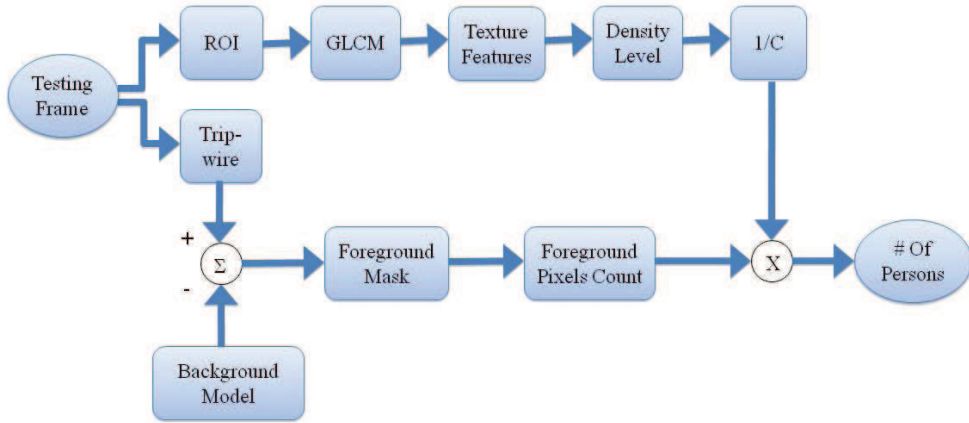 Testing
Frame
ROI
GLCM
Texture
Features
Density
Level
1/C
Trip-
wire
+
Σ
-
Foreground
Mask
Foreground
Pixels Count
X
# Of
Persons
Background
Model